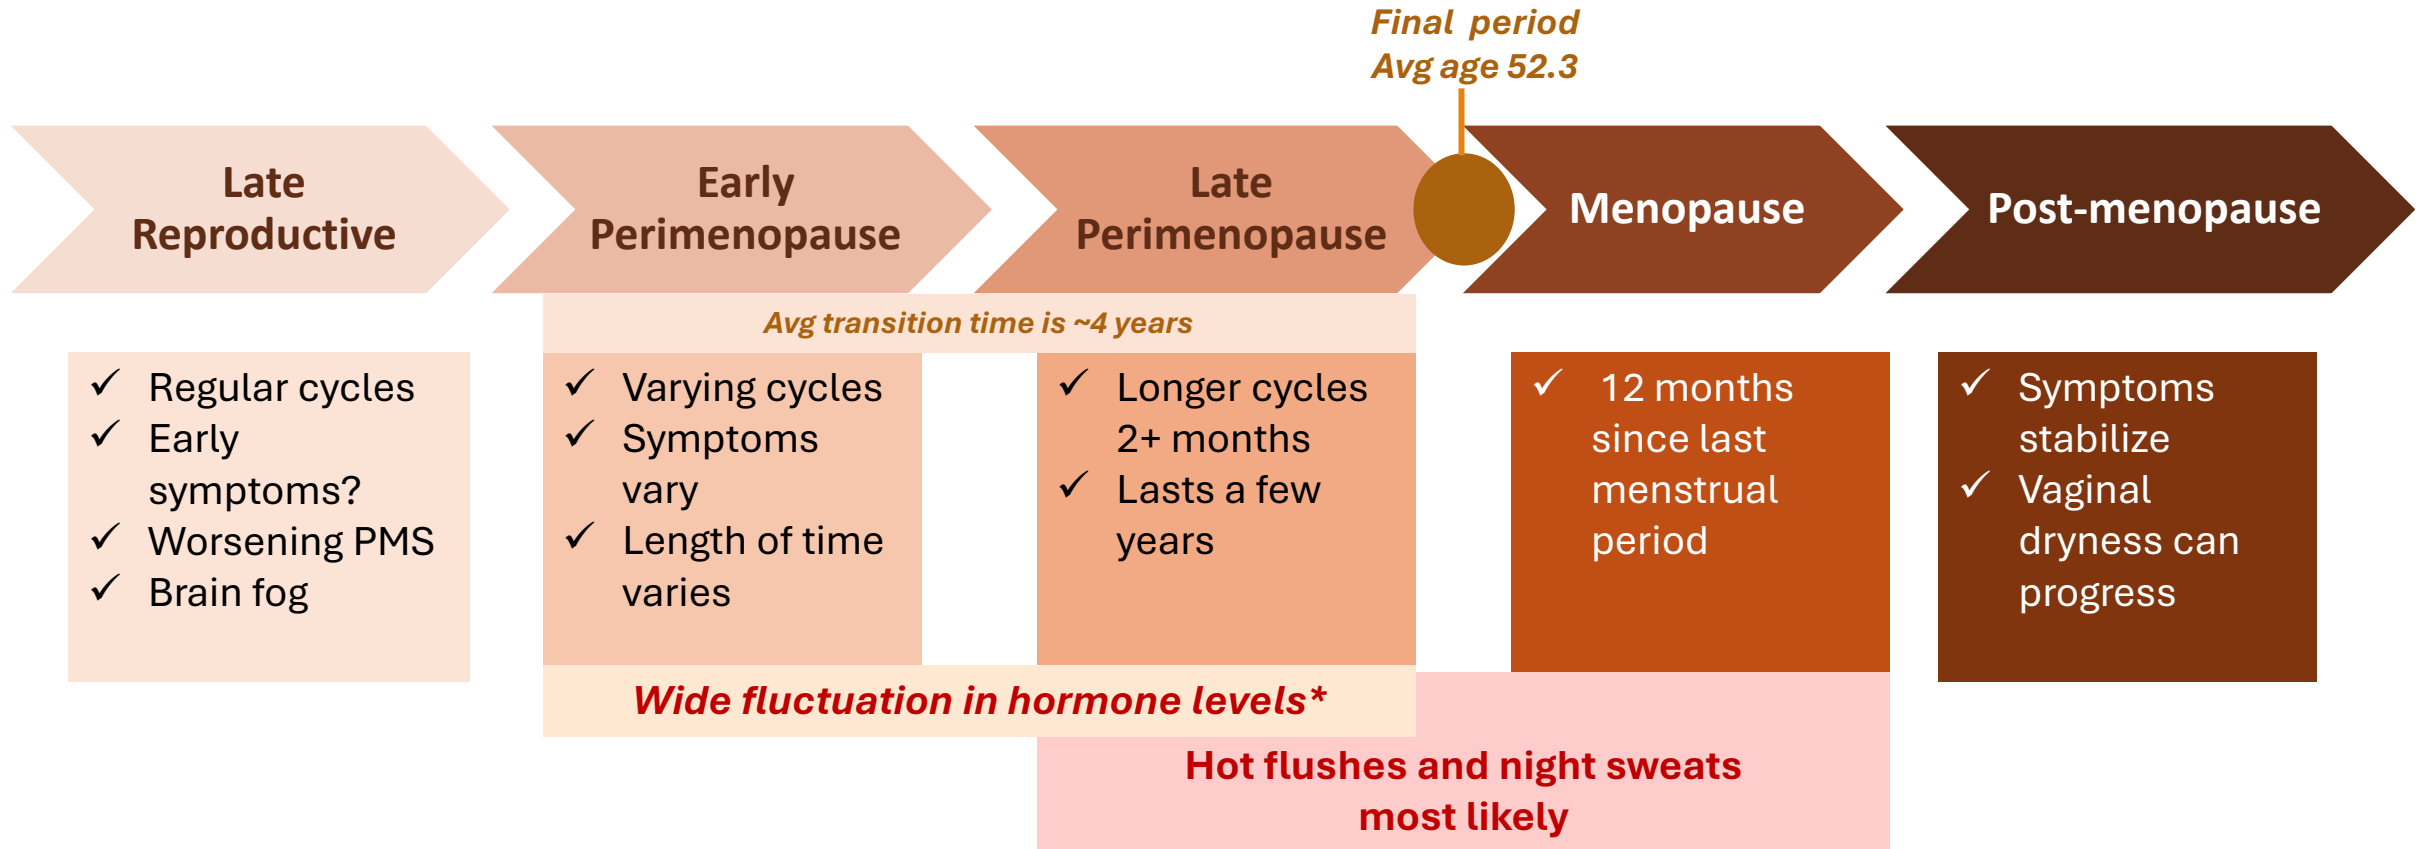 Final period
Avg age 52.3
Late
Reproductive
Early
Perimenopause
Late
Perimenopause
Menopause
Post-menopause
Avg transition time is ~4 years
✓ Regular cycles
✓ Early
symptoms?
✓ Worsening PMS
✓ Brain fog
✓ Varying cycles
✓ Symptoms
vary
✓ Length of time
varies
✓ Longer cycles
2+ months
✓ Lasts a few
years
✓ 12 months
since last
menstrual
period
✓ Symptoms
stabilize
✓ Vaginal
dryness can
progress
Wide fluctuation in hormone levels*
Hot flushes and night sweats
most likely